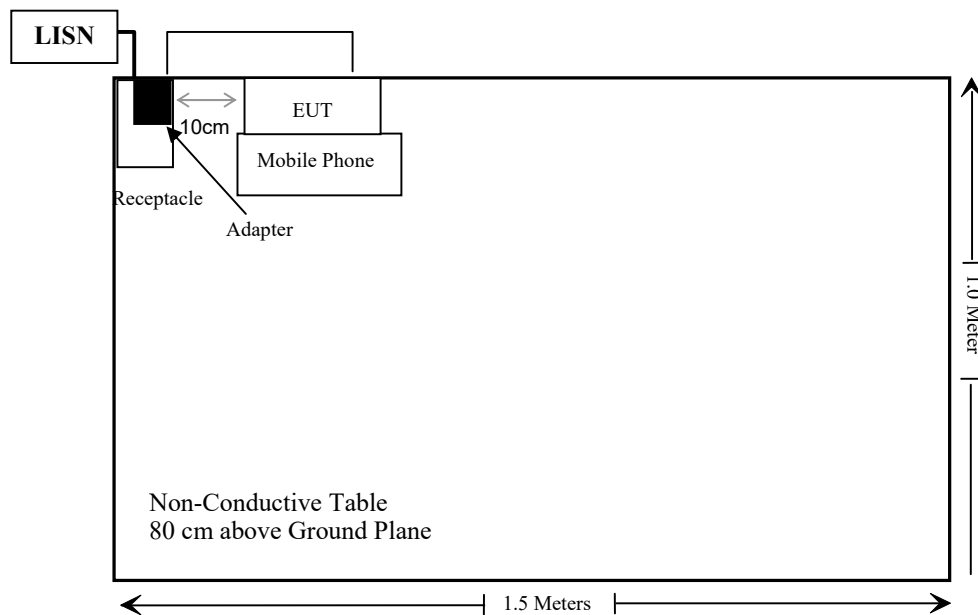 LISN
EUT
10cm
Mobile Phone
Receptacle
Adapter
1.0 Meter
Non-Conductive Table
80 cm above Ground Plane
1.5 Meters